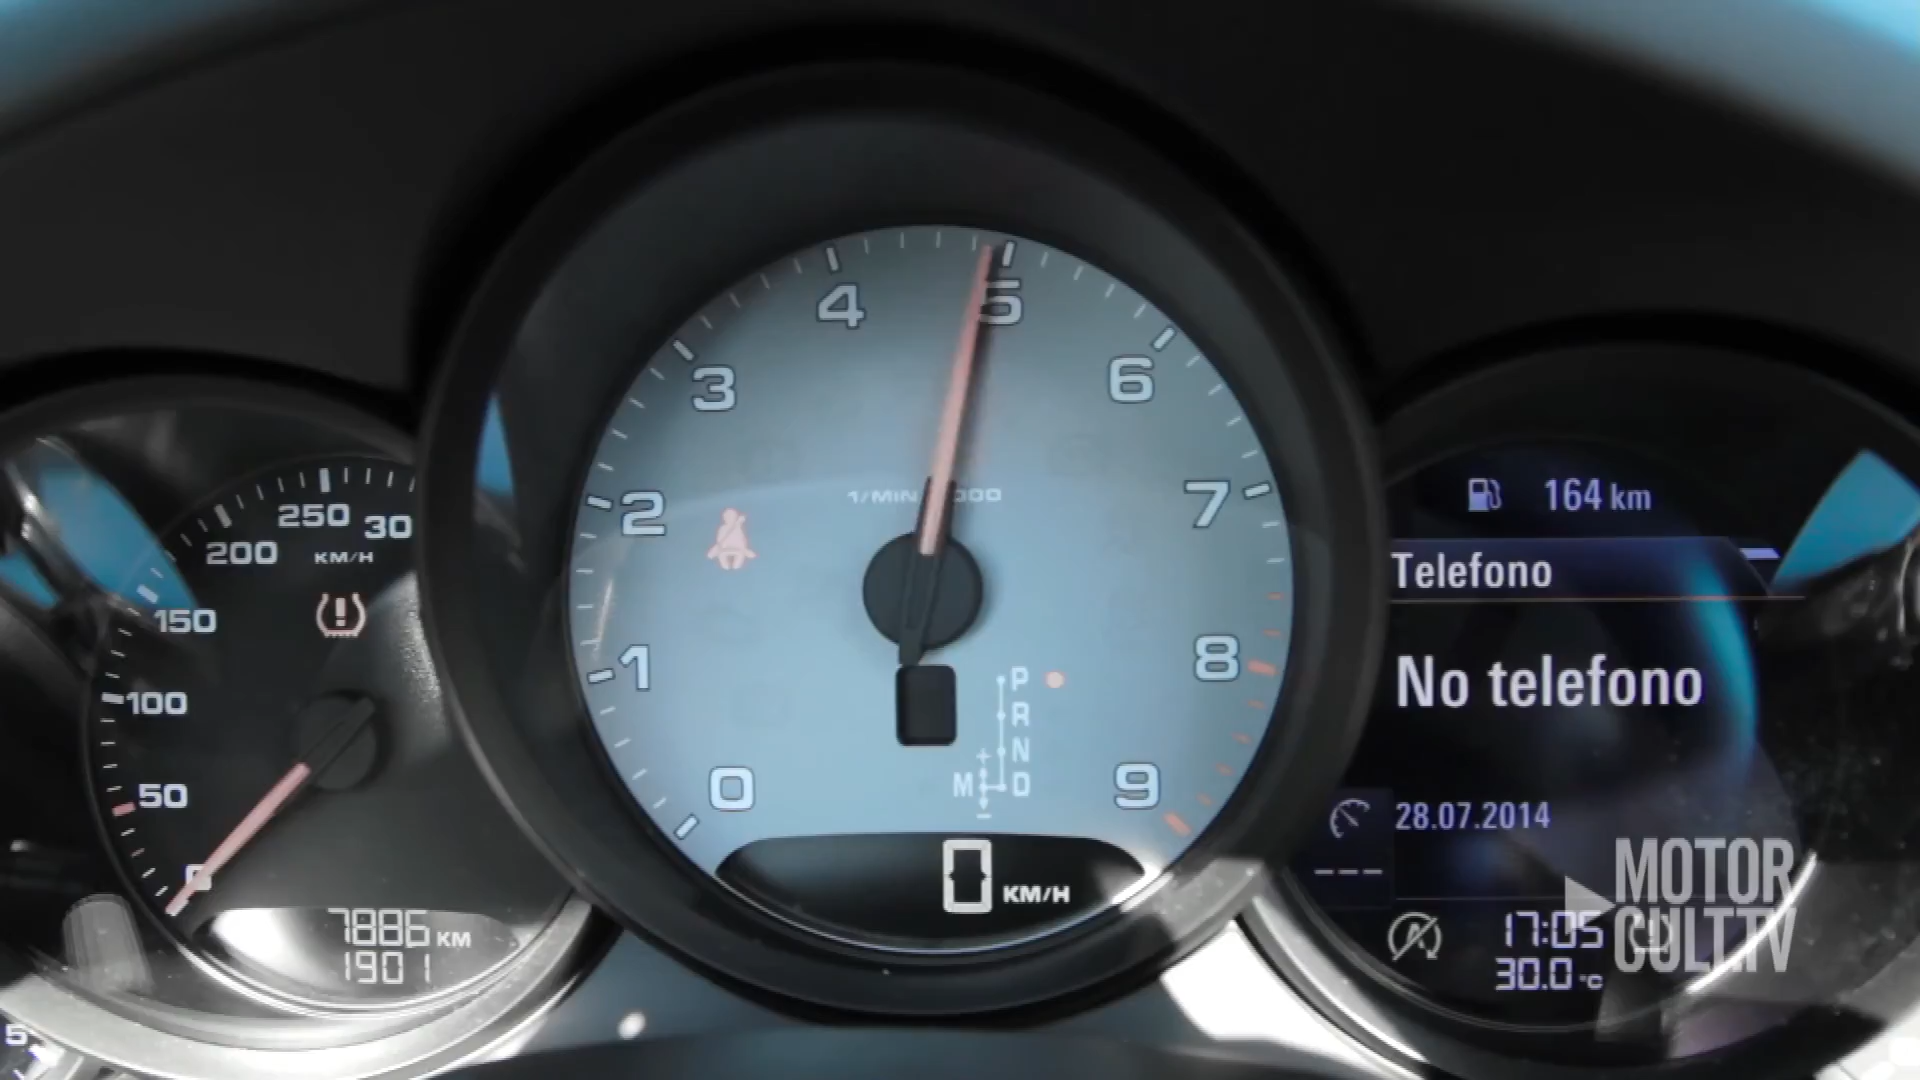 200
250
30
KM/H
150
100
50
0
7886 KM
1901
5
4
5
3
6
2
7
1/MIN
000
1
8
0
9
P
R
N
M
D
+
-
0 KM/H
164 km
Telefono
No telefono
28.07.2014
---
17:05
30.0 °C
MOTOR
CULT.TV